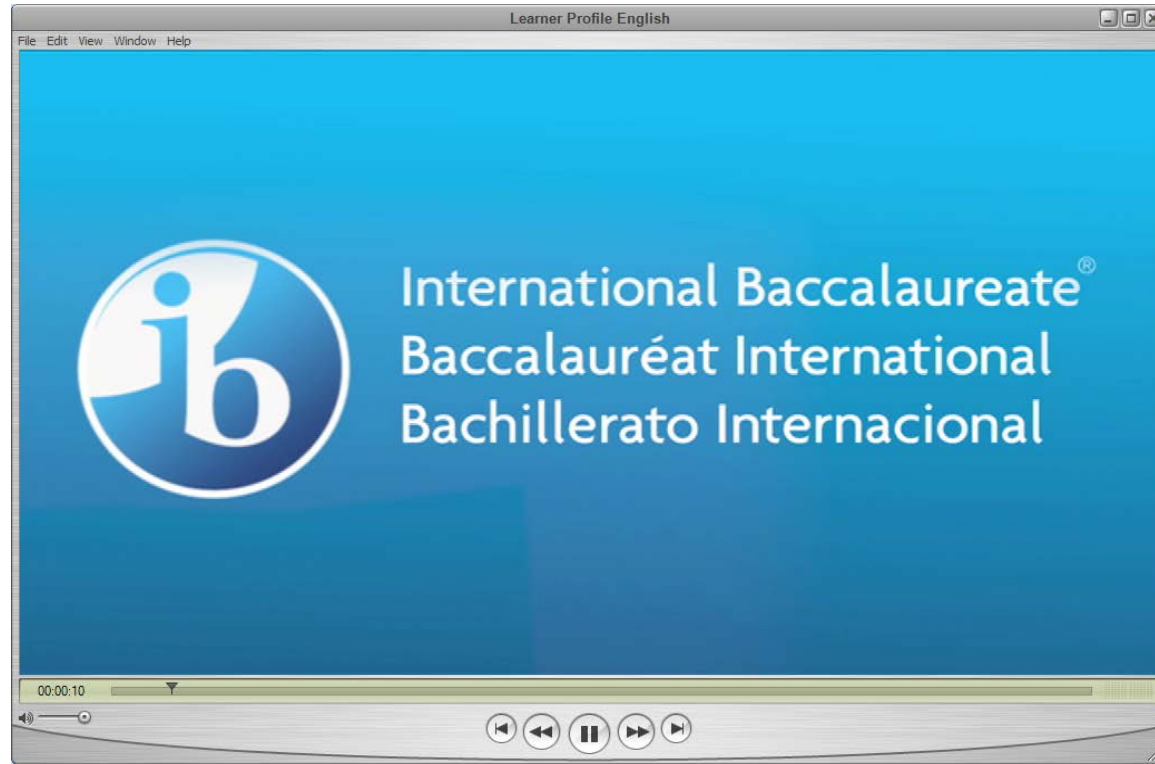 Learner Profile English
File Edit View Window Help
ib
International Baccalaureate®
Baccalauréat International
Bachillerato Internacional
00:00:10